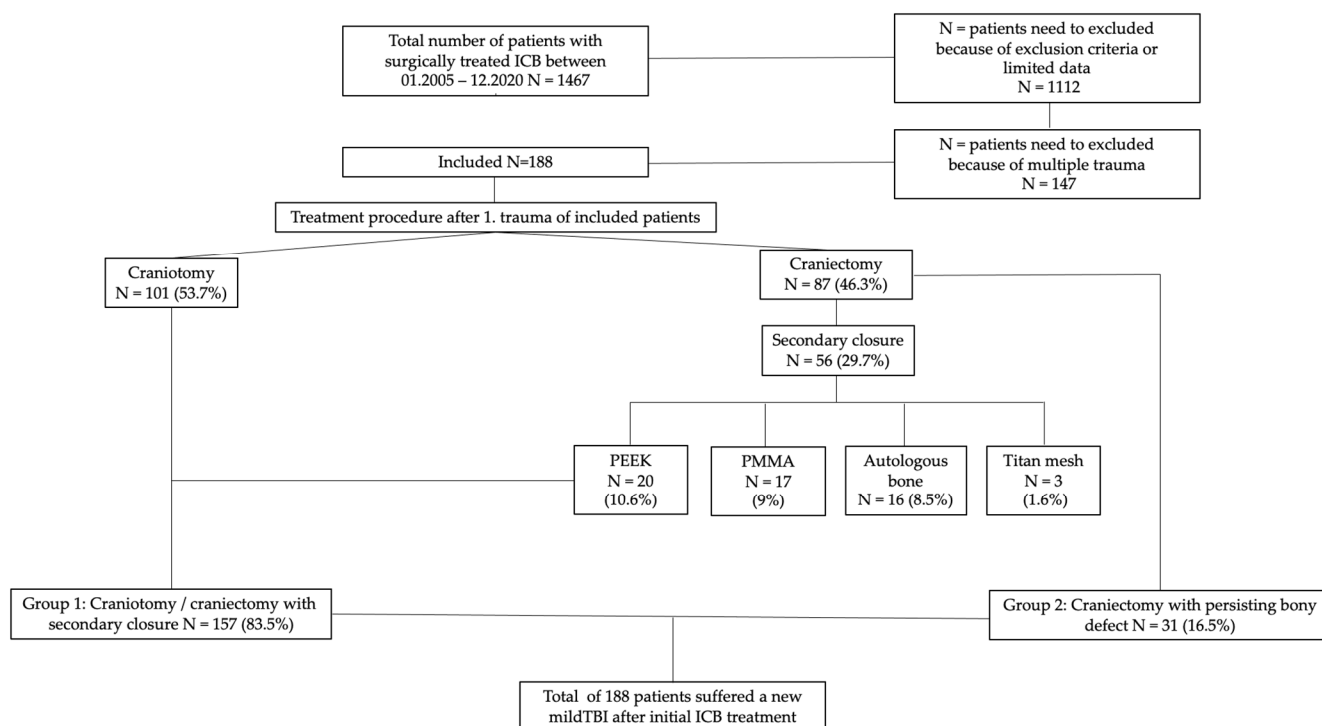 Total number of patients with
surgically treated ICB between
01.2005 – 12.2020 N = 1467
N = patients need to excluded
because of exclusion criteria or
limited data
N = 1112
N = patients need to excluded
because of multiple trauma
N = 147
Included N=188
Treatment procedure after 1. trauma of included patients
Craniotomy
N = 101 (53.7%)
Craniectomy
N = 87 (46.3%)
Secondary closure
N = 56 (29.7%)
PEEK
N = 20
(10.6%)
PMMA
N = 17
(9%)
Autologous
bone
N = 16 (8.5%)
Titan mesh
N = 3
(1.6%)
Group 1: Craniotomy / craniectomy with
secondary closure N = 157 (83.5%)
Group 2: Craniectomy with persisting bony
defect N = 31 (16.5%)
Total of 188 patients suffered a new
mildTBI after initial ICB treatment